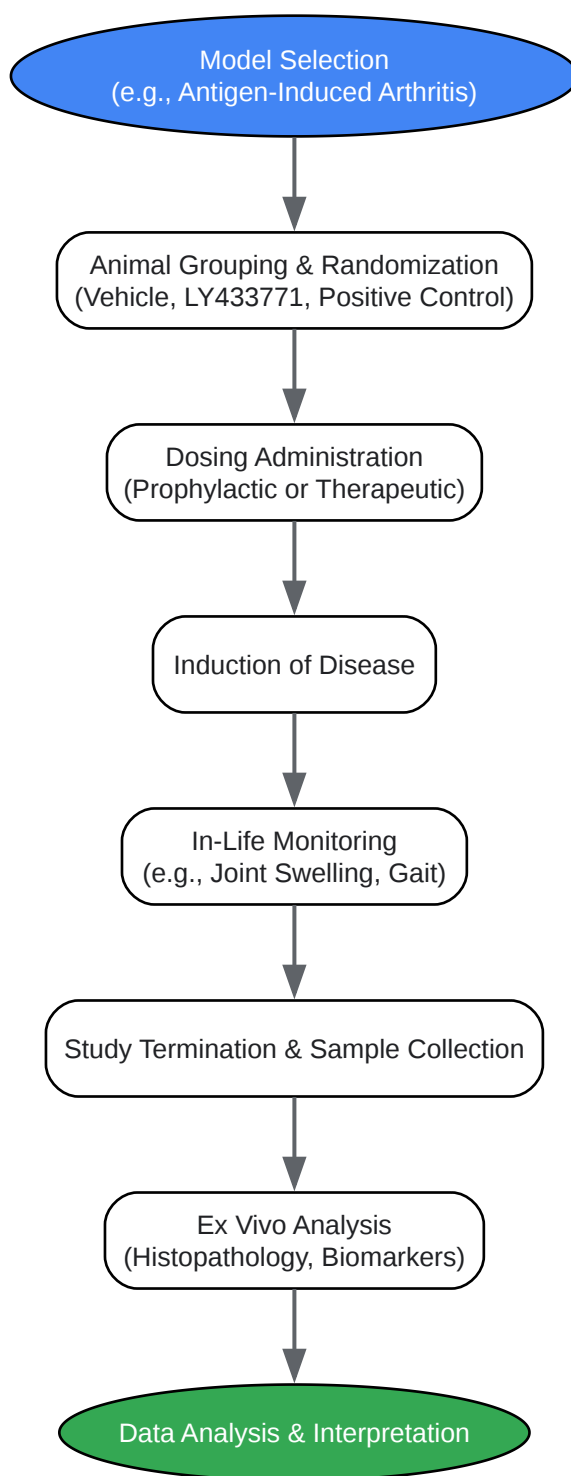 Model Selection
(e.g., Antigen-Induced Arthritis)
Animal Grouping & Randomization
(Vehicle, LY433771, Positive Control)
Dosing Administration
(Prophylactic or Therapeutic)
Induction of Disease
In-Life Monitoring
(e.g., Joint Swelling, Gait)
Study Termination & Sample Collection
Ex Vivo Analysis
(Histopathology, Biomarkers)
Data Analysis & Interpretation